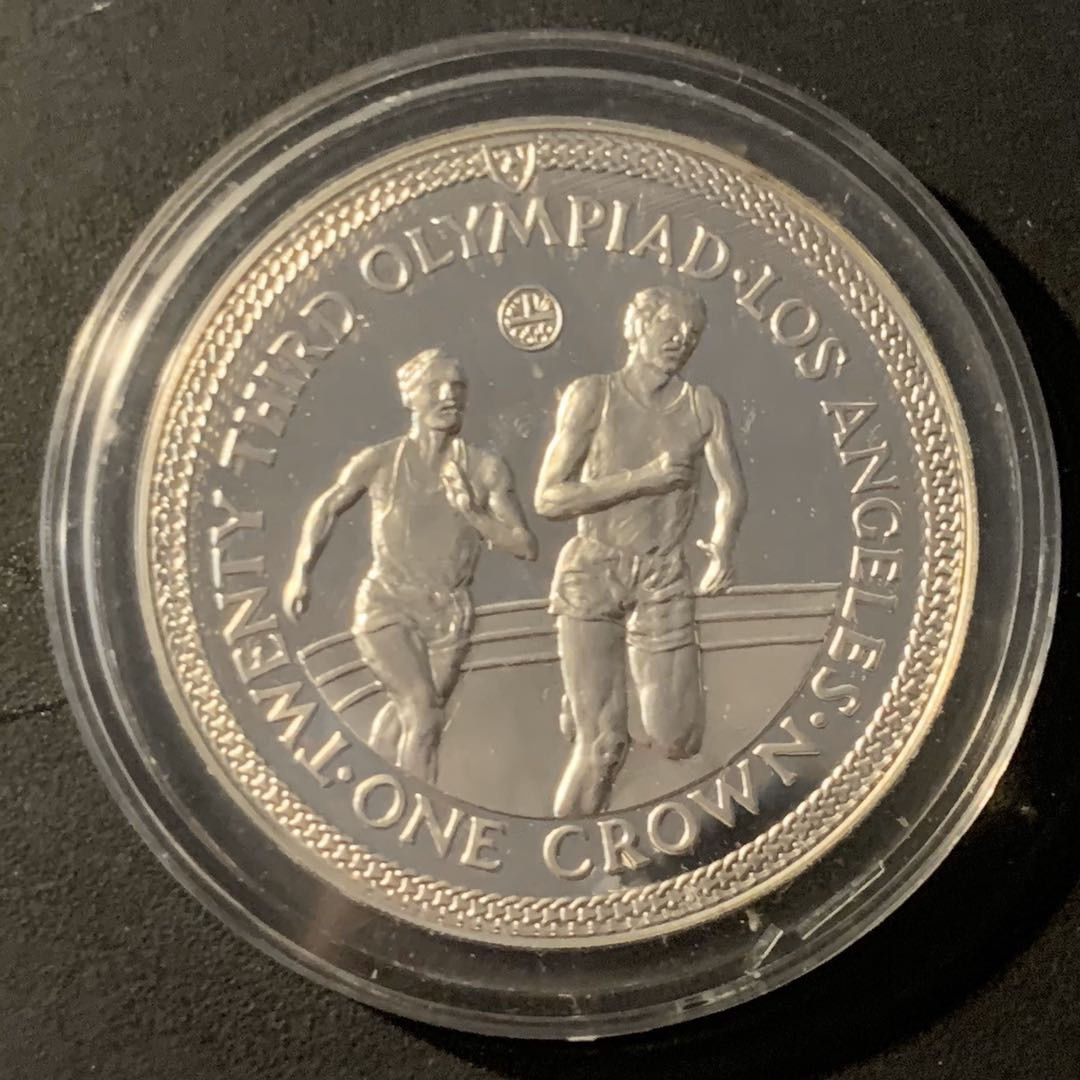 TWENTY THIRD OLYMPIAD · LOS ANGELES ·
ONE CROWN ·